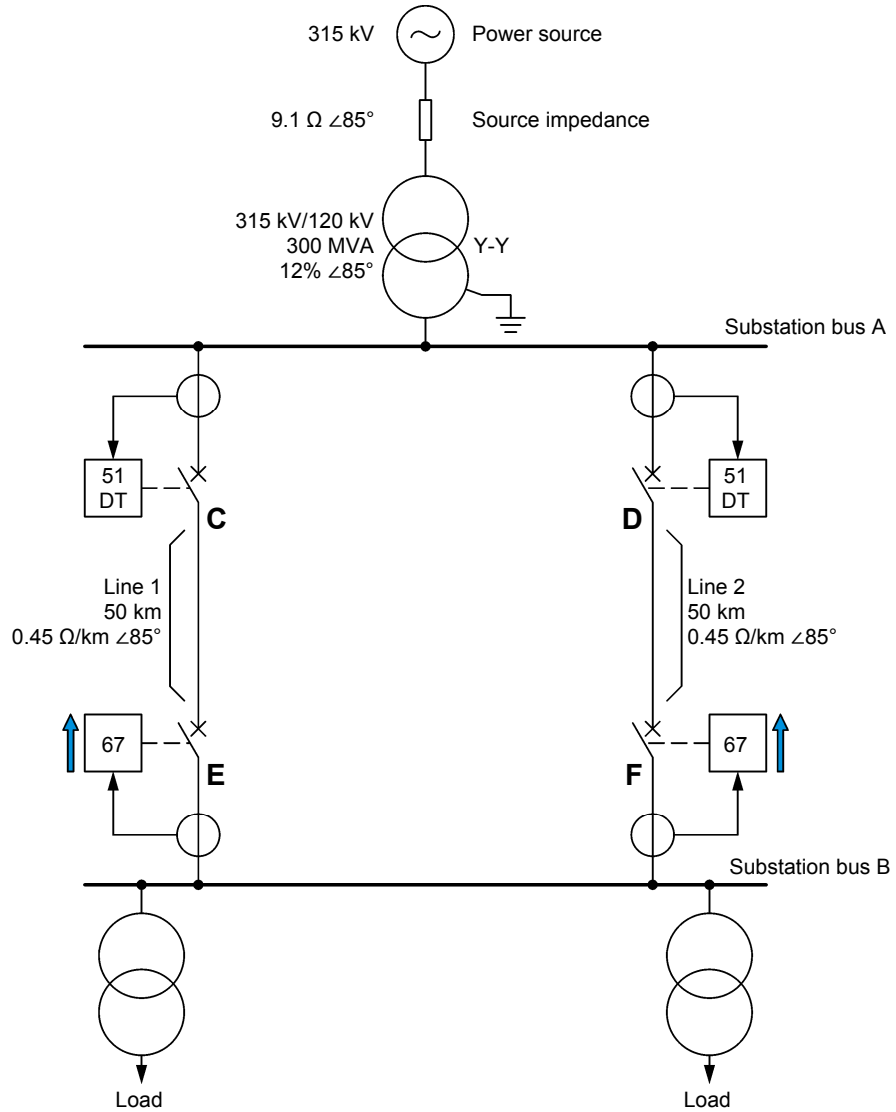 315 kV
Power source
9.1 Ω ∠85°
Source impedance
315 kV/120 kV
300 MVA
12% ∠85°
Y-Y
Substation bus A
51
DT
C
51
DT
D
Line 1
50 km
0.45 Ω/km ∠85°
Line 2
50 km
0.45 Ω/km ∠85°
67
E
67
F
Substation bus B
Load
Load